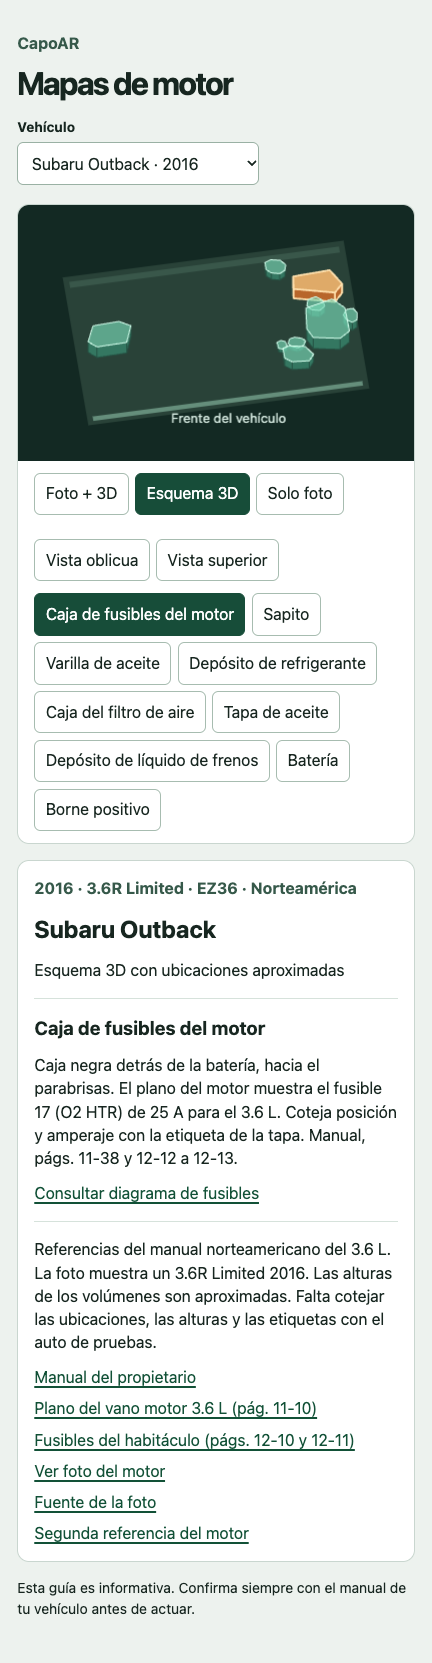 CapoAR
Mapas de motor
Vehículo
Subaru Outback · 2016
Frente del vehículo
Foto + 3D
Esquema 3D
Solo foto
Vista oblicua
Vista superior
Caja de fusibles del motor
Sapito
Varilla de aceite
Depósito de refrigerante
Caja del filtro de aire
Tapa de aceite
Depósito de líquido de frenos
Batería
Borne positivo
2016 · 3.6R Limited · EZ36 · Norteamérica
Subaru Outback
Esquema 3D con ubicaciones aproximadas
Caja de fusibles del motor
Caja negra detrás de la batería, hacia el
parabrisas. El plano del motor muestra el fusible
17 (O2 HTR) de 25 A para el 3.6 L. Coteja posición
y amperaje con la etiqueta de la tapa. Manual,
págs. 11-38 y 12-12 a 12-13.
Consultar diagrama de fusibles
Referencias del manual norteamericano del 3.6 L.
La foto muestra un 3.6R Limited 2016. Las alturas
de los volúmenes son aproximadas. Falta cotejar
las ubicaciones, las alturas y las etiquetas con el
auto de pruebas.
Manual del propietario
Plano del vano motor 3.6 L (pág. 11-10)
Fusibles del habitáculo (págs. 12-10 y 12-11)
Ver foto del motor
Fuente de la foto
Segunda referencia del motor
Esta guía es informativa. Confirma siempre con el manual de
tu vehículo antes de actuar.